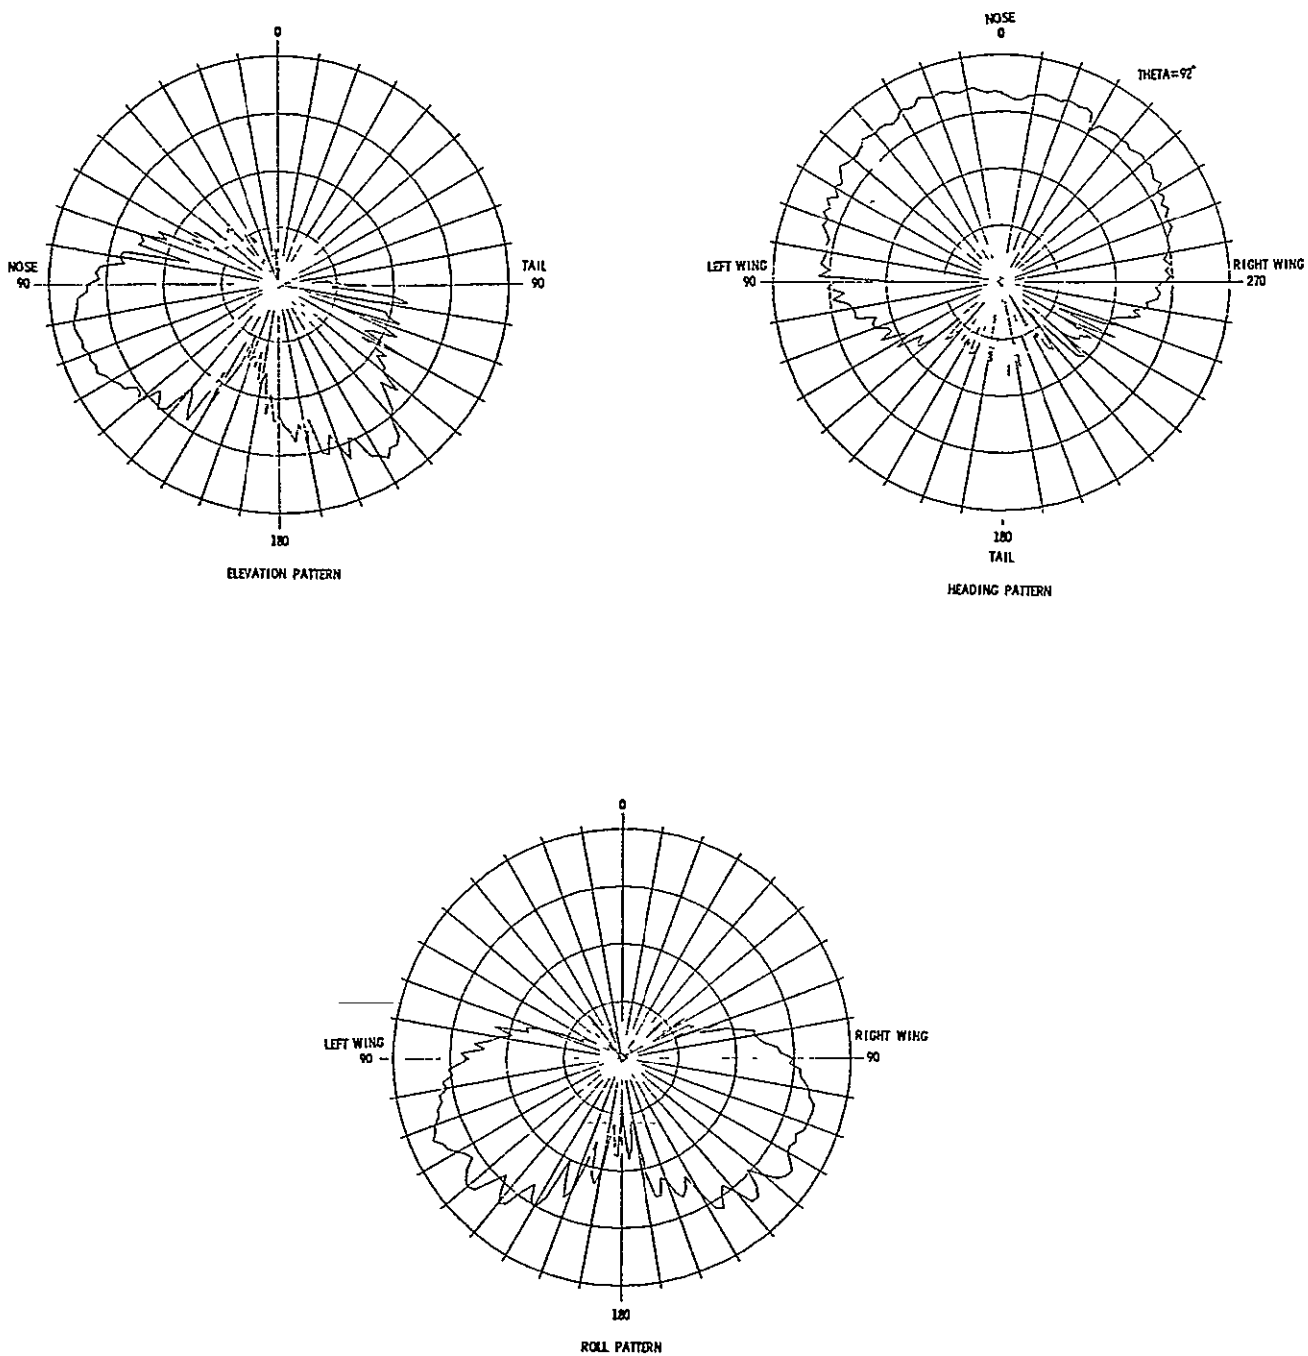 0
NOSE
90
TAIL
90
180
ELEVATION PATTERN
NOSE
0
THETA=92°
LEFT WING
90
RIGHT WING
270
180
TAIL
HEADING PATTERN
0
LEFT WING
90
RIGHT WING
90
180
ROLL PATTERN